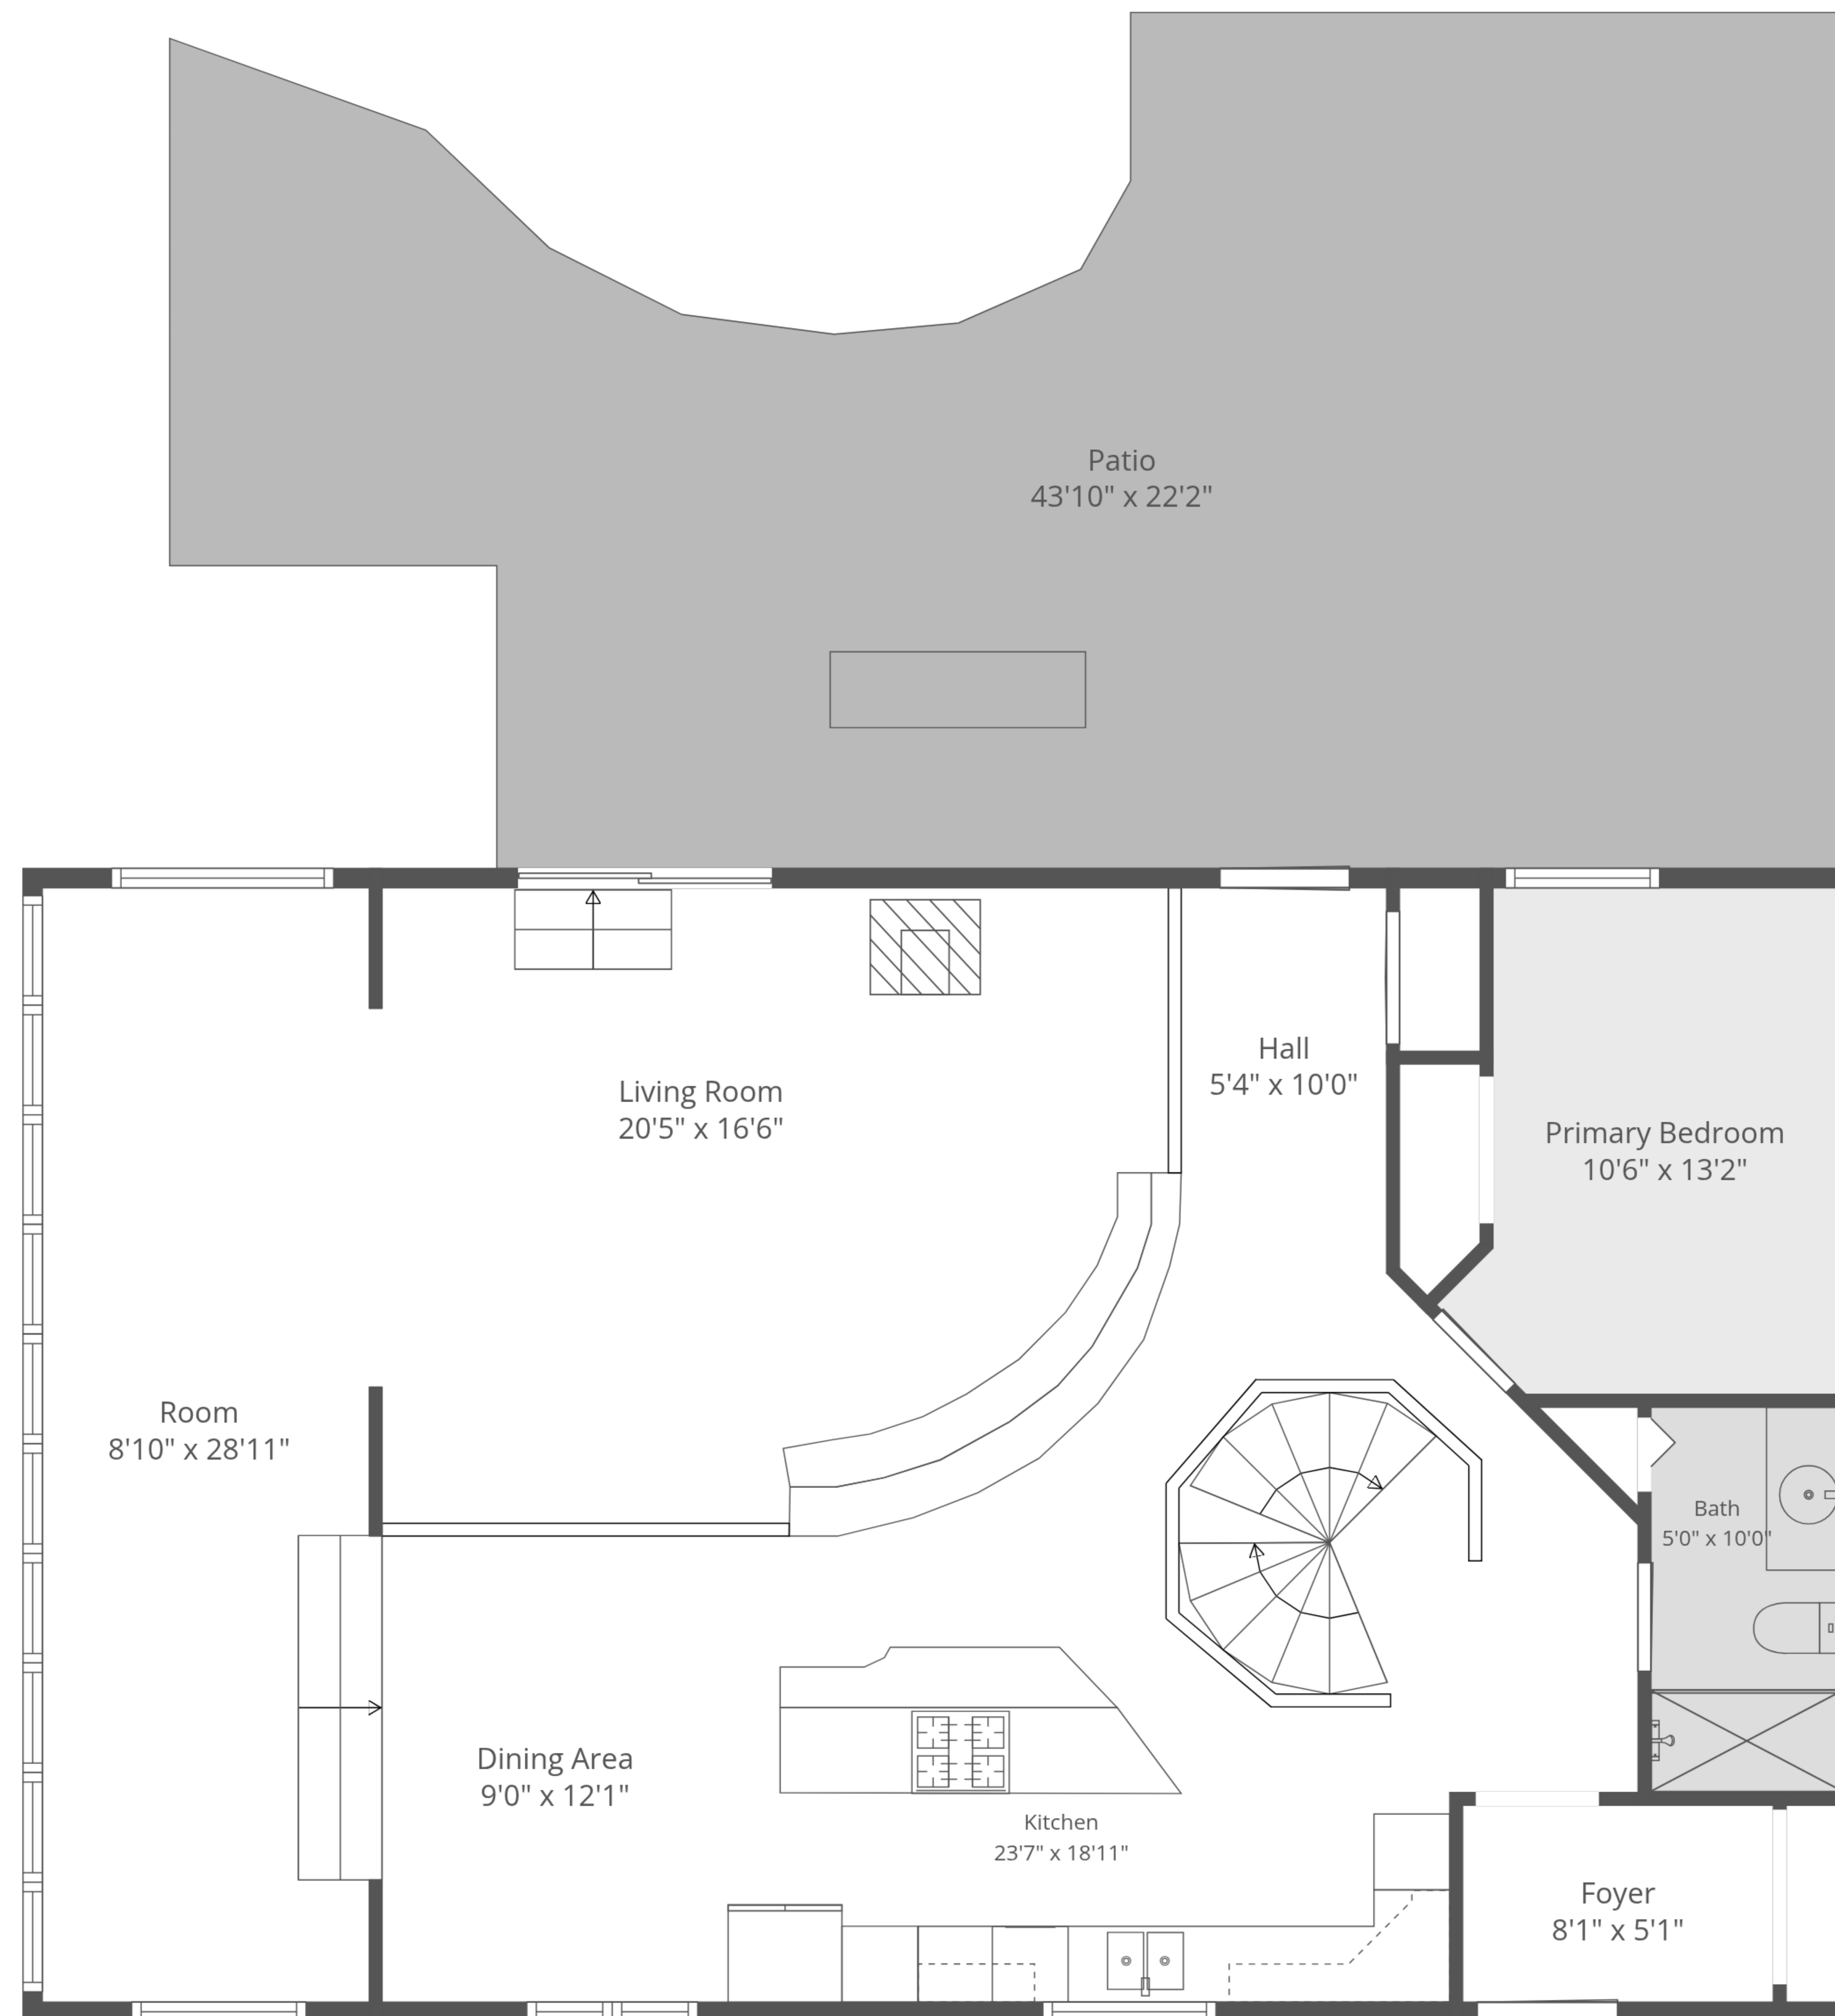 Patio
43'10" x 22'2"
Hall
5'4" x 10'0"
Living Room
20'5" x 16'6"
Primary Bedroom
10'6" x 13'2"
Room
8'10" x 28'11"
Bath
5'0" x 10'0"
Dining Area
9'0" x 12'1"
Kitchen
23'7" x 18'11"
Foyer
8'1" x 5'1"